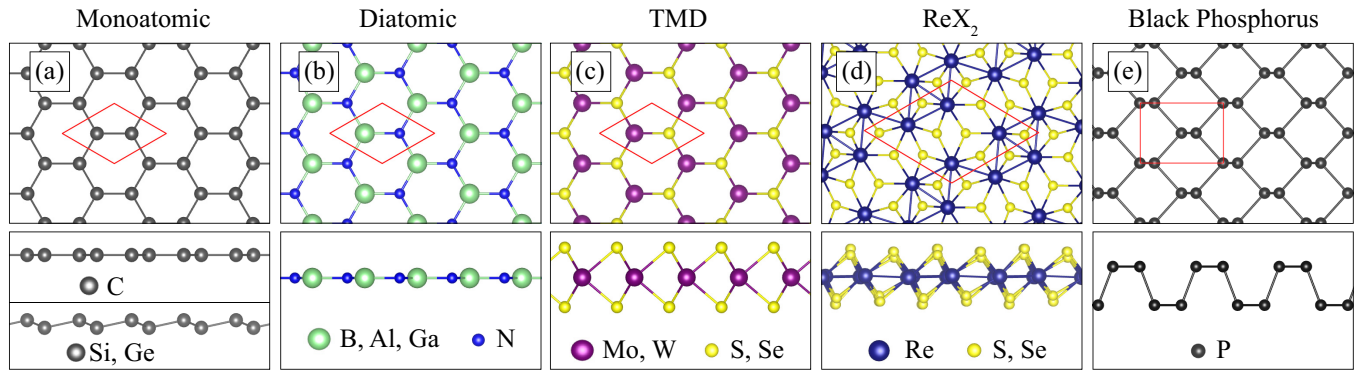 Monoatomic
Diatomic
TMD
ReX₂
Black Phosphorus
(a)
(b)
(c)
(d)
(e)
C
Si, Ge
B, Al, Ga
N
Mo, W
S, Se
Re
S, Se
P